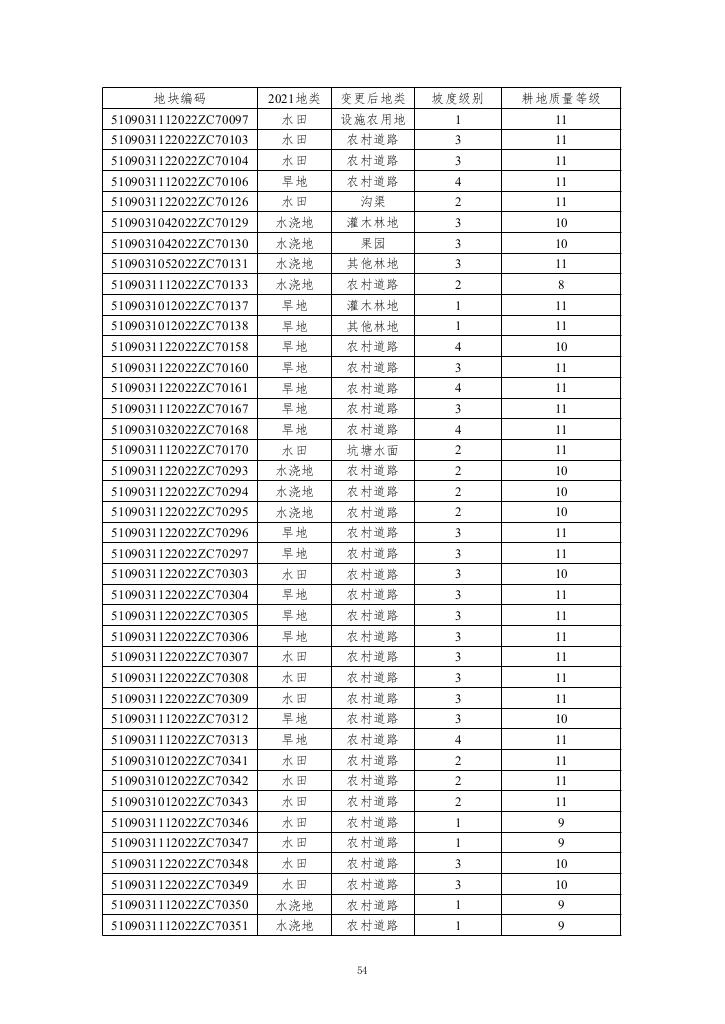 地块编码 2021地类 变更后地类 坡度级别 耕地质量等级
5109031112022ZC70097 水田 设施农用地 1 11
5109031122022ZC70103 水田 农村道路 3 11
5109031122022ZC70104 水田 农村道路 3 11
5109031112022ZC70106 旱地 农村道路 4 11
5109031122022ZC70126 水田 沟渠 2 11
5109031042022ZC70129 水浇地 灌木林地 3 10
5109031042022ZC70130 水浇地 果园 3 10
5109031052022ZC70131 水浇地 其他林地 3 11
5109031112022ZC70133 水浇地 农村道路 2 8
5109031012022ZC70137 旱地 灌木林地 1 11
5109031012022ZC70138 旱地 其他林地 1 11
5109031122022ZC70158 旱地 农村道路 4 10
5109031122022ZC70160 旱地 农村道路 3 11
5109031122022ZC70161 旱地 农村道路 4 11
5109031112022ZC70167 旱地 农村道路 3 11
5109031032022ZC70168 旱地 农村道路 4 11
5109031112022ZC70170 水田 坑塘水面 2 11
5109031122022ZC70293 水浇地 农村道路 2 10
5109031122022ZC70294 水浇地 农村道路 2 10
5109031122022ZC70295 水浇地 农村道路 2 10
5109031122022ZC70296 旱地 农村道路 3 11
5109031122022ZC70297 旱地 农村道路 3 11
5109031122022ZC70303 水田 农村道路 3 10
5109031122022ZC70304 旱地 农村道路 3 11
5109031122022ZC70305 旱地 农村道路 3 11
5109031122022ZC70306 旱地 农村道路 3 11
5109031122022ZC70307 水田 农村道路 3 11
5109031122022ZC70308 水田 农村道路 3 11
5109031122022ZC70309 水田 农村道路 3 11
5109031112022ZC70312 旱地 农村道路 3 10
5109031112022ZC70313 旱地 农村道路 4 11
5109031012022ZC70341 水田 农村道路 2 11
5109031012022ZC70342 水田 农村道路 2 11
5109031012022ZC70343 水田 农村道路 2 11
5109031112022ZC70346 水田 农村道路 1 9
5109031112022ZC70347 水田 农村道路 1 9
5109031122022ZC70348 水田 农村道路 3 10
5109031122022ZC70349 水田 农村道路 3 10
5109031112022ZC70350 水浇地 农村道路 1 9
5109031112022ZC70351 水浇地 农村道路 1 9
54